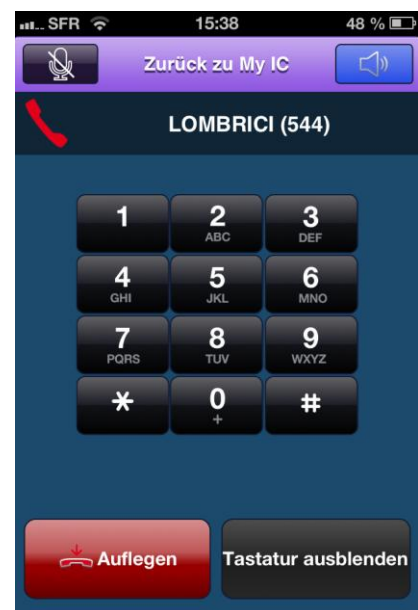 SFR 15:38 48 %
Zurück zu My IC
LOMBRICI (544)
1 2 3
ABC DEF
4 5 6
GHI JKL MNO
7 8 9
PQRS TUV WXYZ
* 0 #
+
Auflegen Tastatur ausblenden